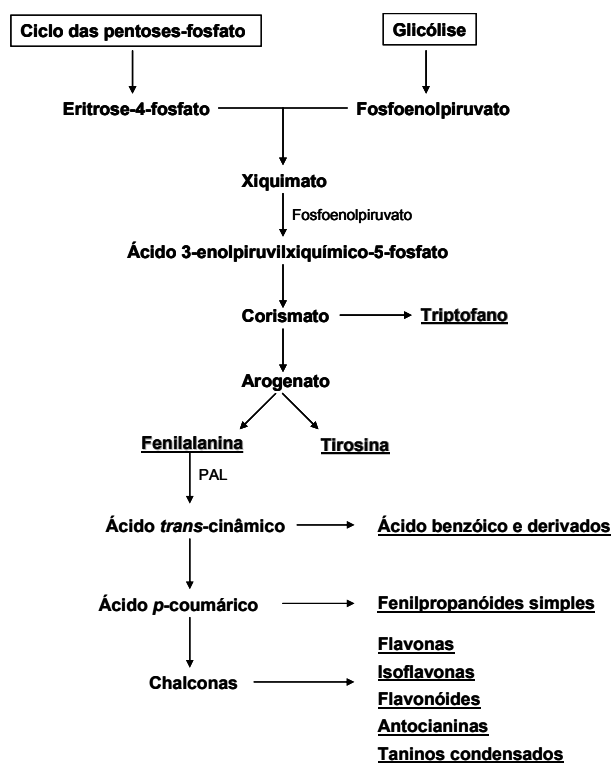 Ciclo das pentoses-fosfato
Glicólise
Eritrose-4-fosfato
Fosfoenolpiruvato
Xiquimato
Fosfoenolpiruvato
Ácido 3-enolpiruvilxiquímico-5-fosfato
Corismato
Triptofano
Arogenato
Fenilalanina
Tirosina
PAL
Ácido trans-cinâmico
Ácido benzóico e derivados
Ácido p-coumárico
Fenilpropanóides simples
Chalconas
Flavonas
Isoflavonas
Flavonóides
Antocianinas
Taninos condensados